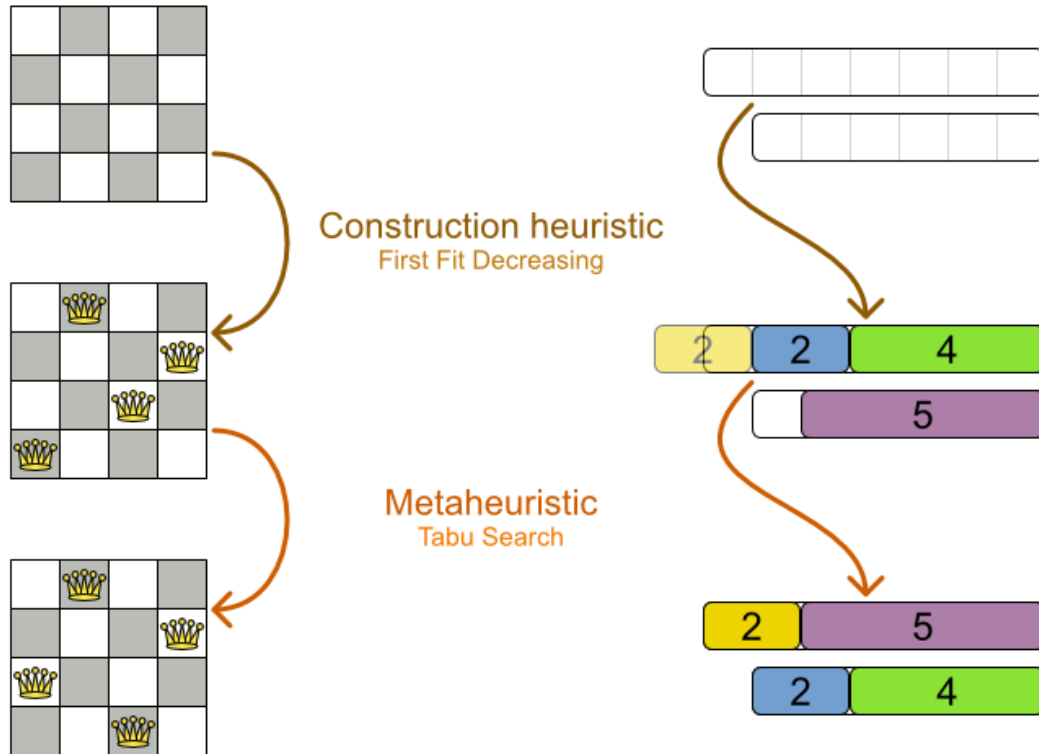 Construction heuristic
First Fit Decreasing
2 2 4
5
Metaheuristic
Tabu Search
2 5
2 4